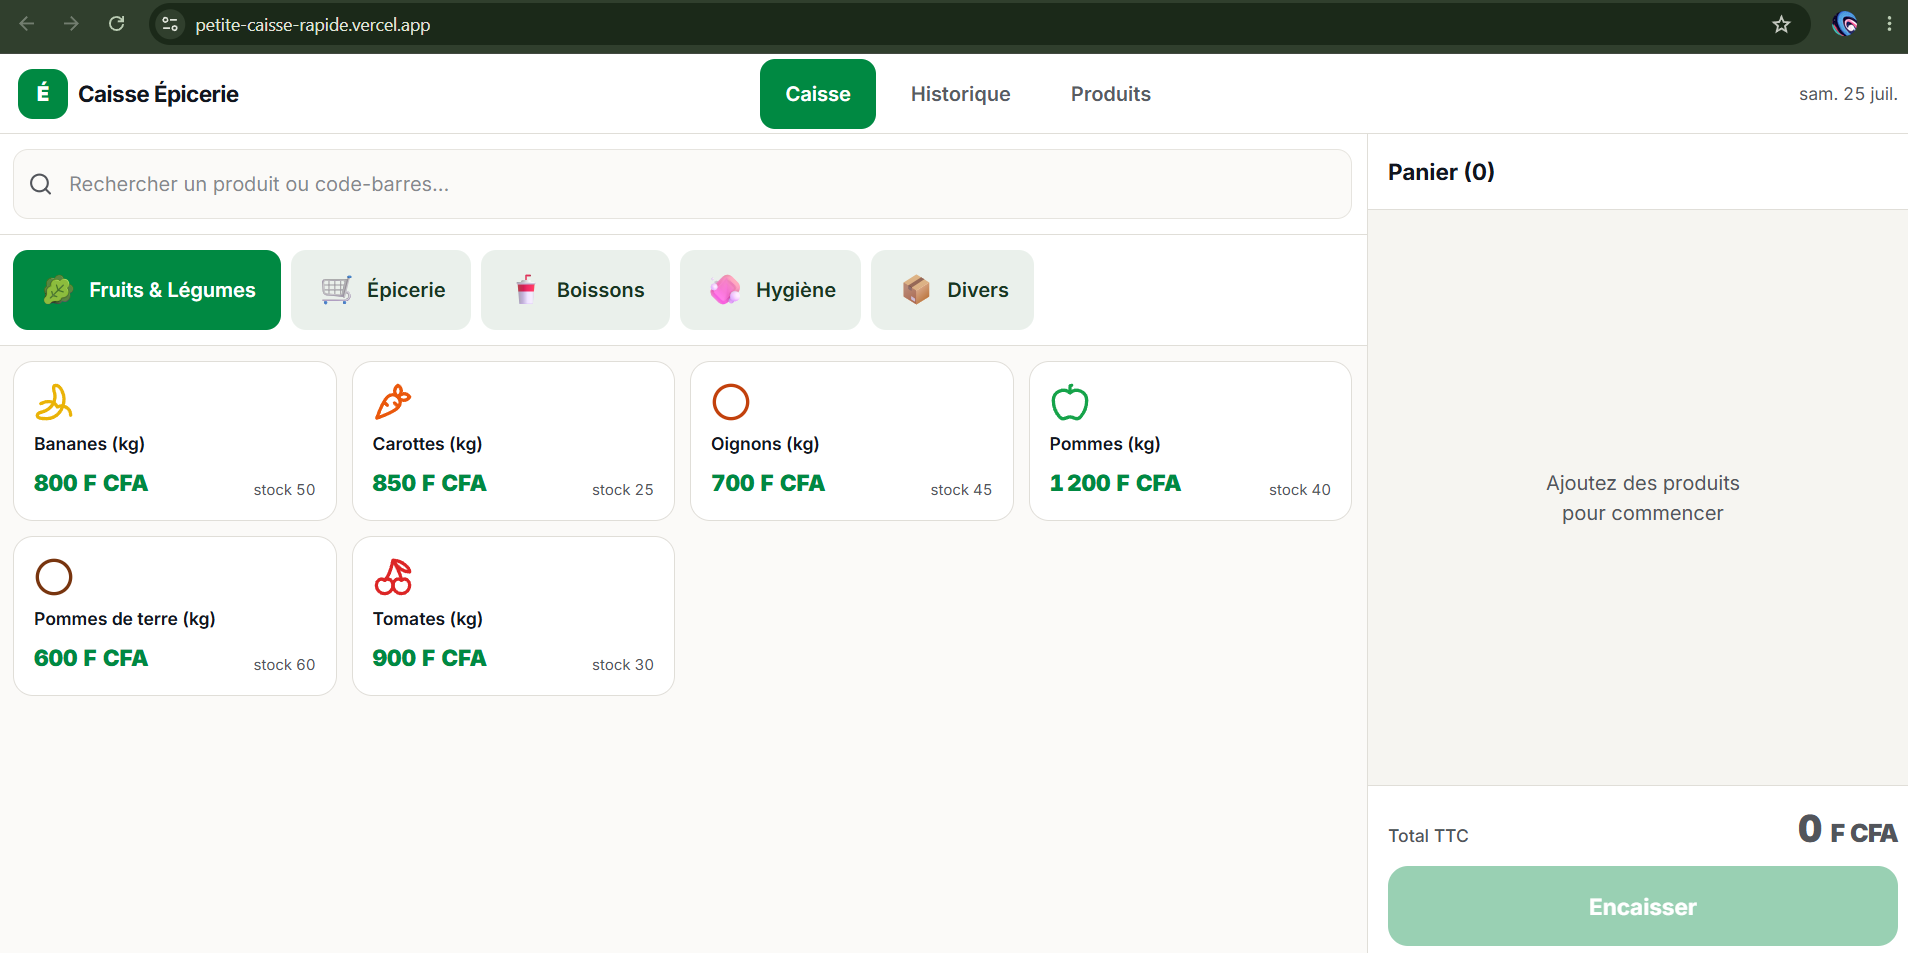 petite-caisse-rapide.vercel.app
É Caisse Épicerie
Caisse Historique Produits
sam. 25 juil.
Rechercher un produit ou code-barres...
Fruits & Légumes Épicerie Boissons Hygiène Divers
Bananes (kg)
800 F CFA stock 50
Carottes (kg)
850 F CFA stock 25
Oignons (kg)
700 F CFA stock 45
Pommes (kg)
1 200 F CFA stock 40
Pommes de terre (kg)
600 F CFA stock 60
Tomates (kg)
900 F CFA stock 30
Panier (0)
Ajoutez des produits
pour commencer
Total TTC 0 F CFA
Encaisser